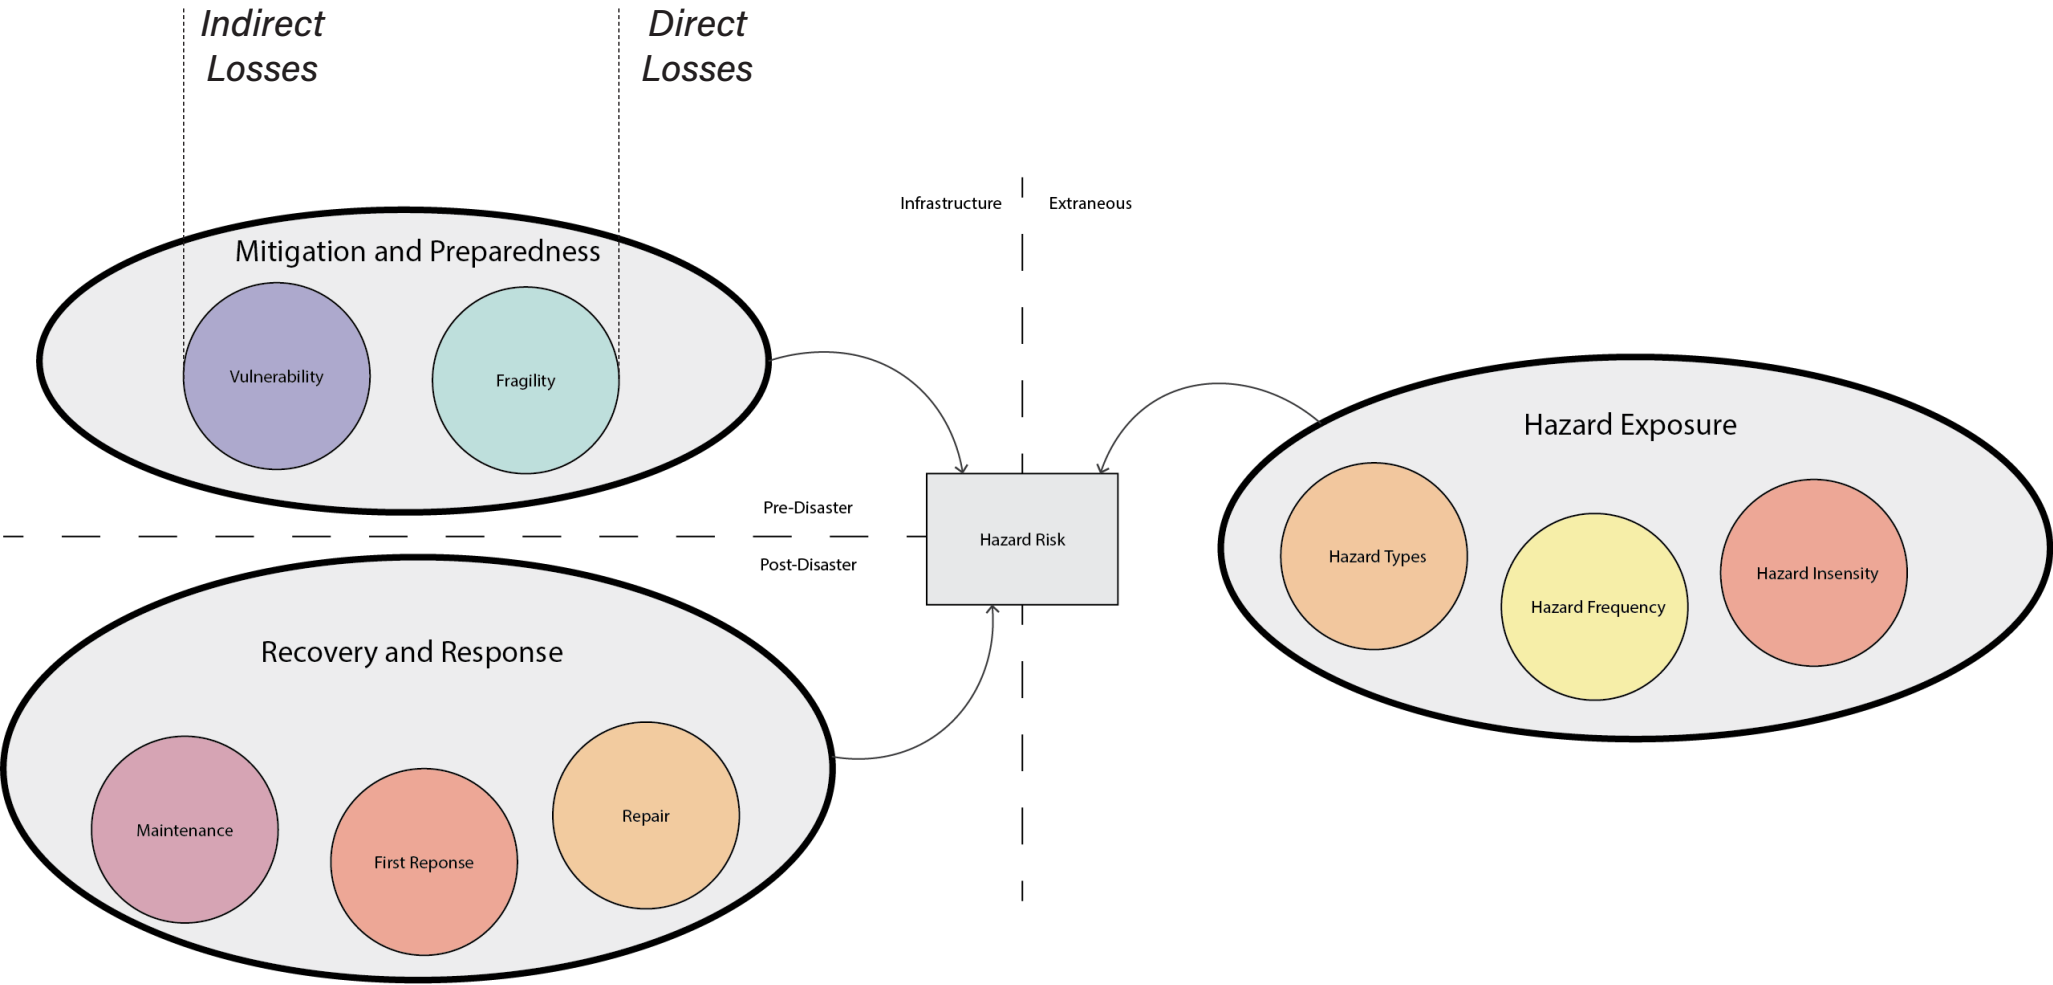 Indirect
Losses
Direct
Losses
Infrastructure
Extraneous
Mitigation and Preparedness
Vulnerability
Fragility
Hazard Exposure
Hazard Types
Hazard Frequency
Hazard Insensity
Pre-Disaster
Hazard Risk
Post-Disaster
Recovery and Response
Maintenance
First Reponse
Repair